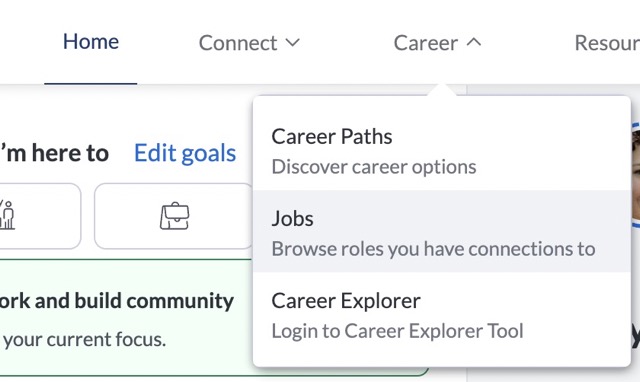 Home Connect Career Resour
'm here to Edit goals
ork and build community
your current focus.
Career Paths
Discover career options
Jobs
Browse roles you have connections to
Career Explorer
Login to Career Explorer Tool